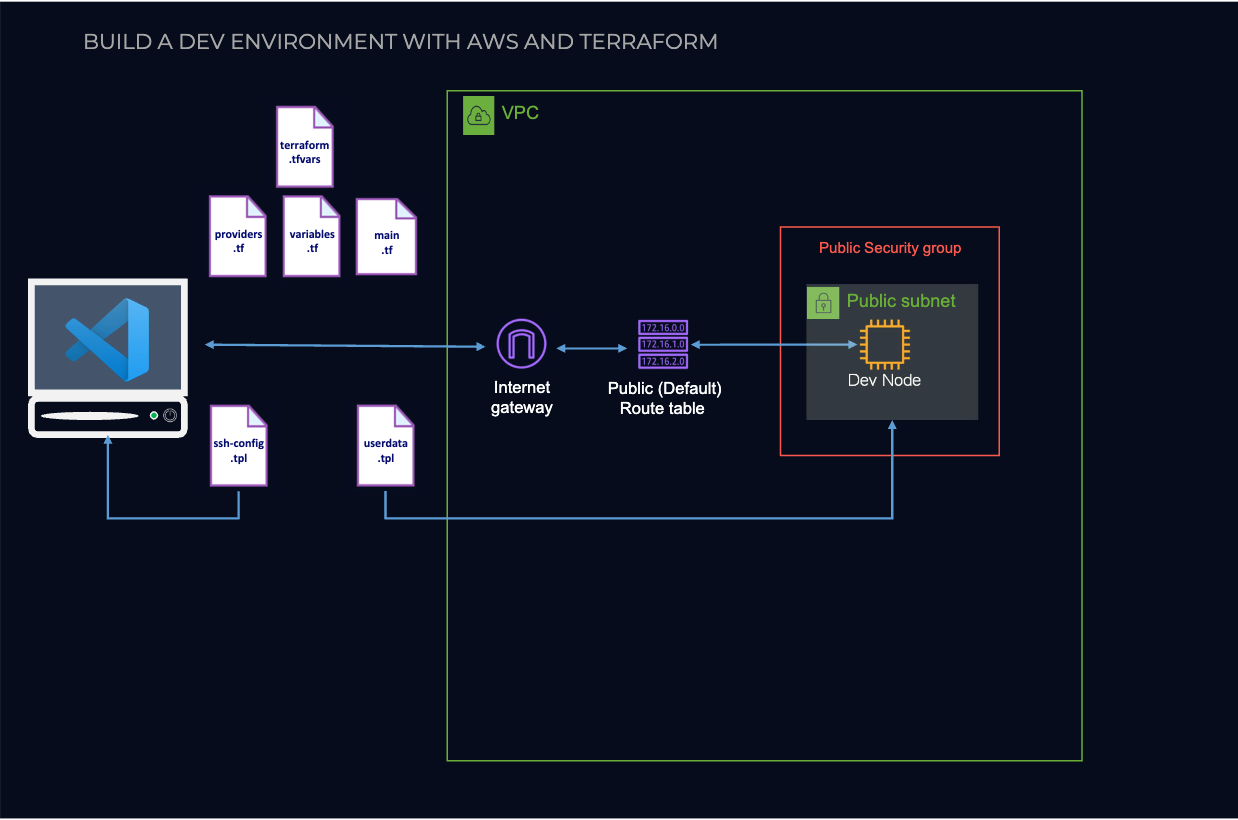 BUILD A DEV ENVIRONMENT WITH AWS AND TERRAFORM
VPC
terraform
.tfvars
providers
.tf
variables
.tf
main
.tf
Public Security group
Public subnet
172.16.0.0
172.16.1.0
172.16.2.0
Dev Node
Internet
gateway
Public (Default)
Route table
ssh-config
.tpl
userdata
.tpl